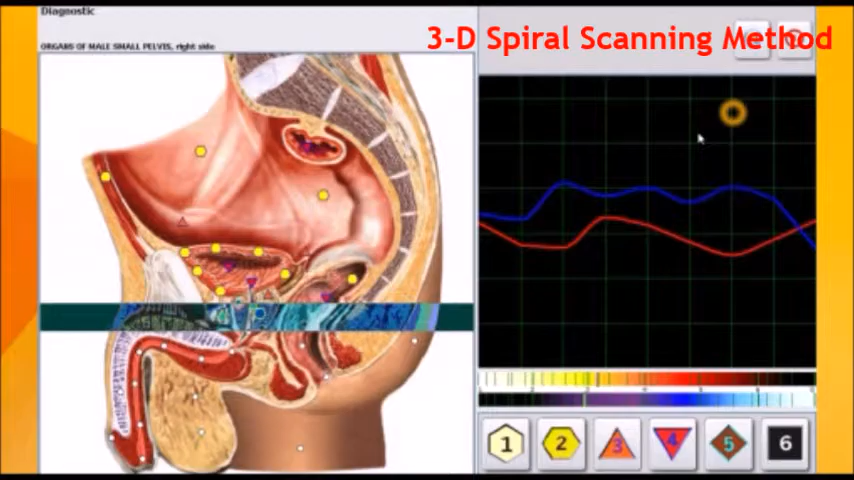 Diagnostic
3-D Spiral Scanning Method
ORGANS OF MALE SMALL PELVIS, right side
1
2
3
4
5
6